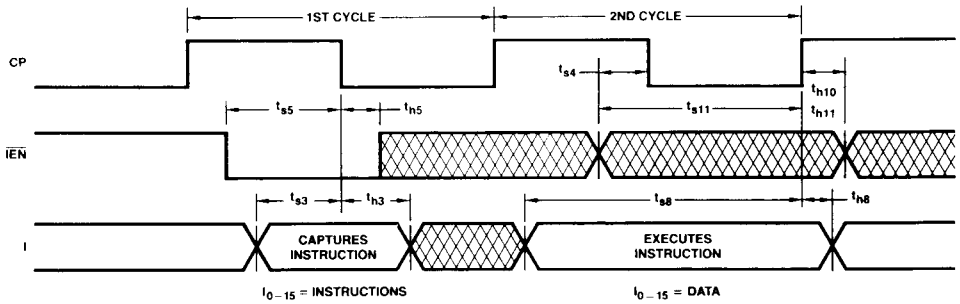 1ST CYCLE 2ND CYCLE
CP
ts4
th10
ts5 th5 ts11 th11
IEN
ts3 th3 ts8 th8
I
CAPTURES INSTRUCTION
EXECUTES INSTRUCTION
I0–15 = INSTRUCTIONS I0–15 = DATA